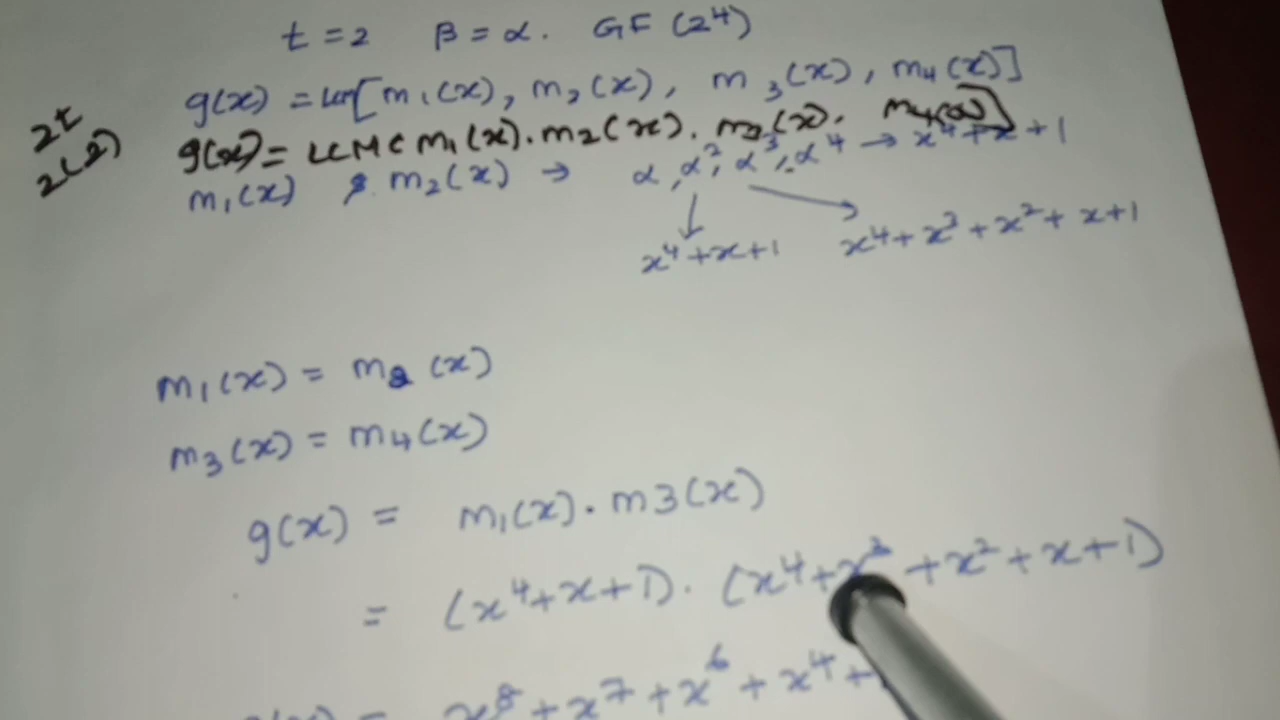 t = 2 β = α. GF (2⁴)
g(x) = LCM[m₁(x), m₂(x), m₃(x), m₄(x)]
2t
2(2)
g(x) = LCM [m₁(x). m₂(x). m₃(x). m₄(x)]
m₁(x) & m₂(x) → α, α², α³, α⁴ → x⁴+x+1
x⁴+x+1 x⁴+x³+x²+x+1
m₁(x) = m₂(x)
m₃(x) = m₄(x)
g(x) = m₁(x). m3(x)
= (x⁴+x+1). (x⁴+x³+x²+x+1)
= x⁸+x⁷+x⁶+x⁴+